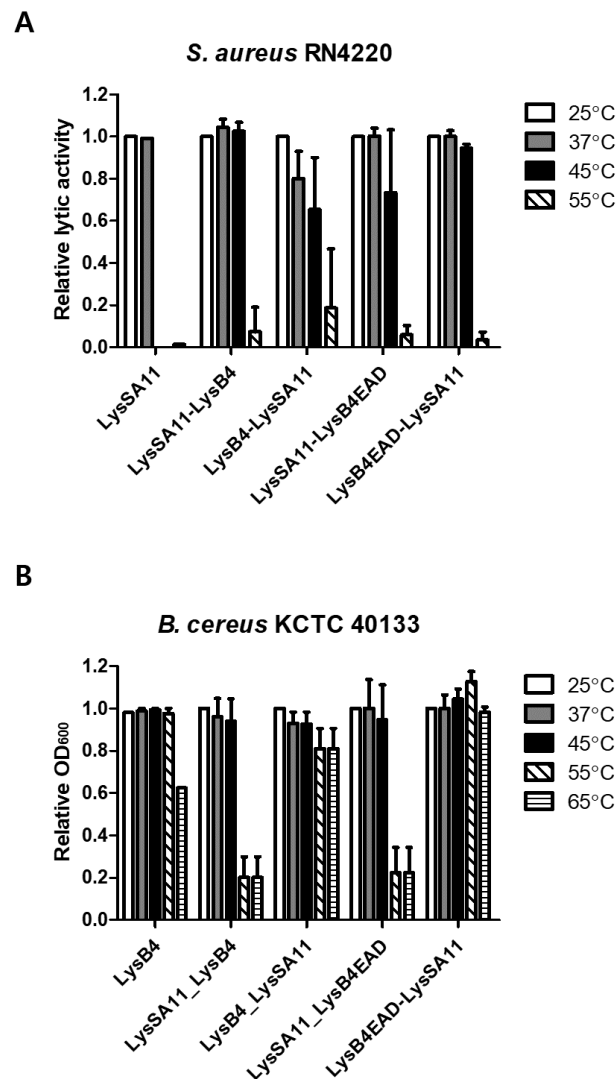 A
S. aureus RN4220
Relative lytic activity
1.2
1.0
0.8
0.6
0.4
0.2
0.0
25°C
37°C
45°C
55°C
LysSA11
LysSA11-LysB4
LysB4-LysSA11
LysSA11-LysB4EAD
LysB4EAD-LysSA11
B
B. cereus KCTC 40133
Relative OD600
1.2
1.0
0.8
0.6
0.4
0.2
0.0
25°C
37°C
45°C
55°C
65°C
LysB4
LysSA11_LysB4
LysB4_LysSA11
LysSA11_LysB4EAD
LysB4EAD-LysSA11